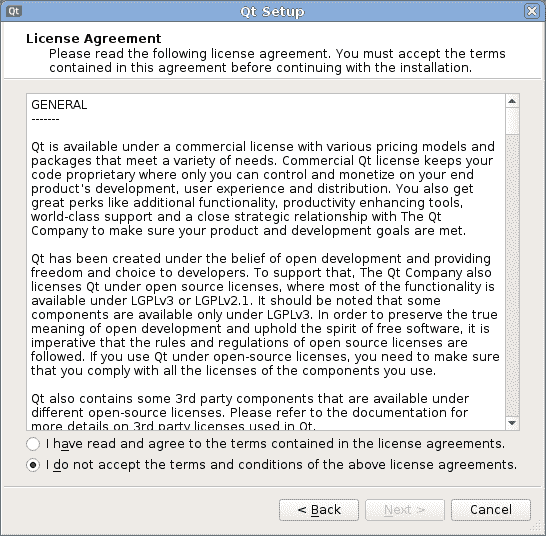 Qt Setup
License Agreement
Please read the following license agreement. You must accept the terms
contained in this agreement before continuing with the installation.
GENERAL
-------
Qt is available under a commercial license with various pricing models and
packages that meet a variety of needs. Commercial Qt license keeps your
code proprietary where only you can control and monetize on your end
product's development, user experience and distribution. You also get
great perks like additional functionality, productivity enhancing tools,
world-class support and a close strategic relationship with The Qt
Company to make sure your product and development goals are met.
Qt has been created under the belief of open development and providing
freedom and choice to developers. To support that, The Qt Company also
licenses Qt under open source licenses, where most of the functionality is
available under LGPLv3 or LGPLv2.1. It should be noted that some
components are available only under LGPLv3. In order to preserve the true
meaning of open development and uphold the spirit of free software, it is
imperative that the rules and regulations of open source licenses are
followed. If you use Qt under open-source licenses, you need to make sure
that you comply with all the licenses of the components you use.
Qt also contains some 3rd party components that are available under
different open-source licenses. Please refer to the documentation for
more details on 3rd party licenses used in Qt.
I have read and agree to the terms contained in the license agreements.
I do not accept the terms and conditions of the above license agreements.
< Back Next > Cancel